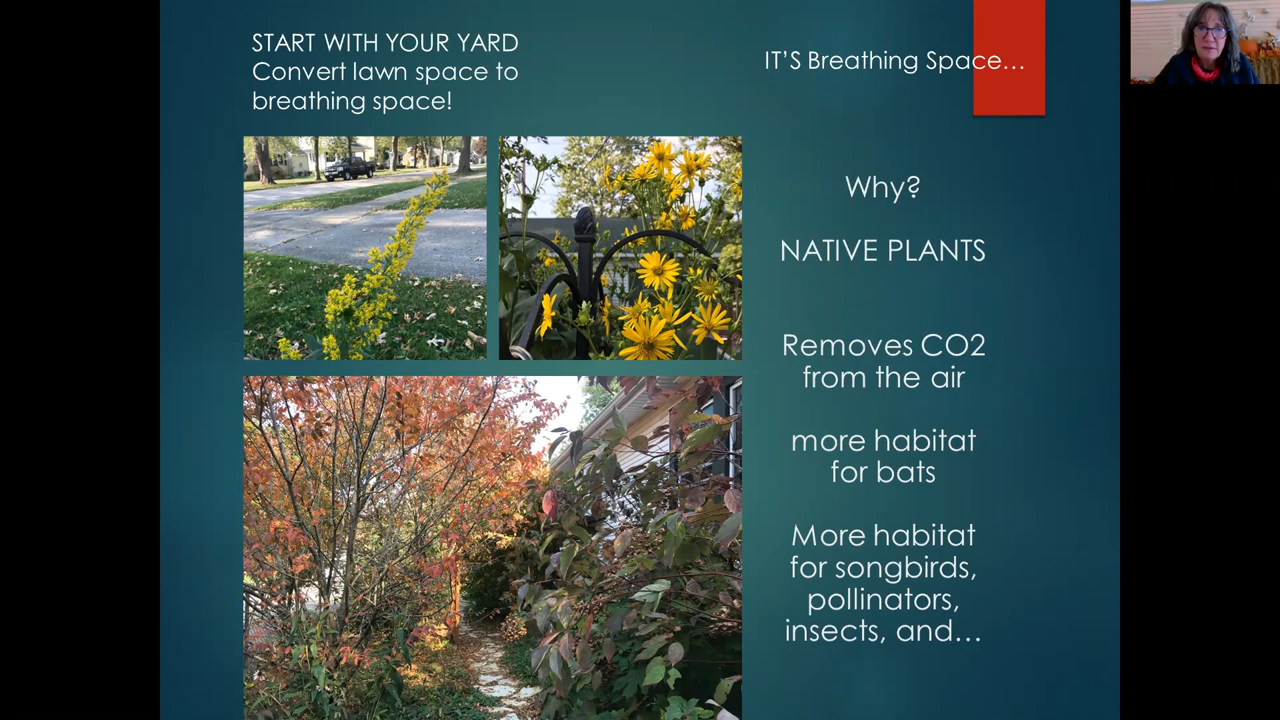 START WITH YOUR YARD
Convert lawn space to
breathing space!
IT'S Breathing Space…
Why?
NATIVE PLANTS
Removes CO2
from the air
more habitat
for bats
More habitat
for songbirds,
pollinators,
insects, and…